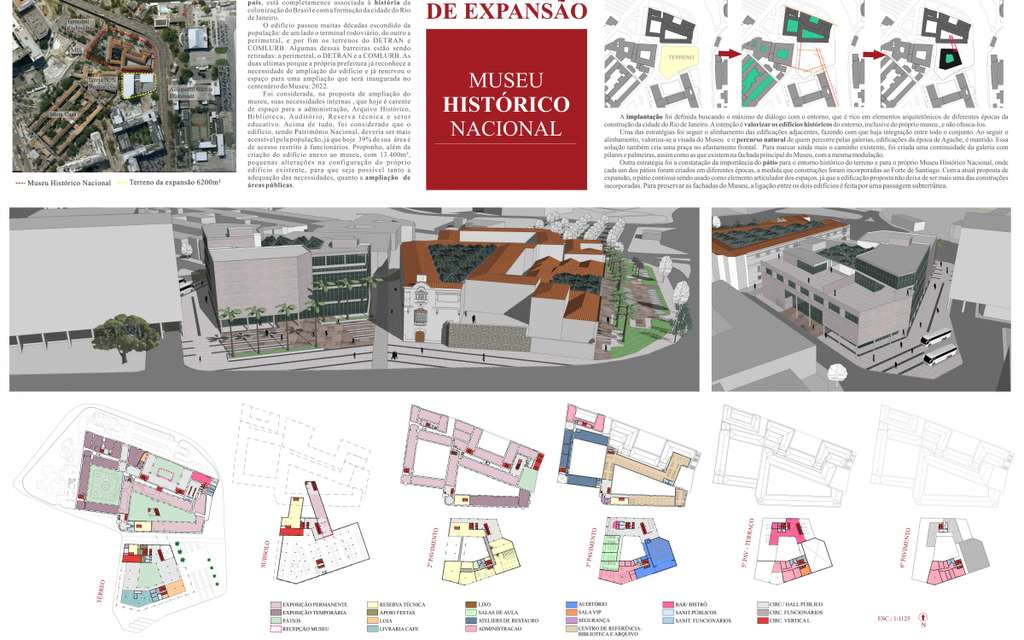 país, está completamente associada à história da
colonização do Brasil e com a formação da cidade do Rio
de Janeiro.
O edifício passou muitas décadas escondido da
população: de um lado o terminal rodoviário, do outro a
perimetral, e por fim os terrenos do DETRAN e
COMLURB. Algumas dessas barreiras estão sendo
retiradas: a perimetral, o DETRAN e a COMLURB. As
duas ultimas porque a própria prefeitura já reconhece a
necessidade de ampliação do edifício e já reservou o
espaço para uma ampliação que será inaugurada no
centenário do Museu: 2022.
Foi considerada, na proposta de ampliação do
museu, suas necessidades internas , que hoje é carente
de espaço para a administração, Arquivo Histórico,
Biblioteca, Auditório, Reserva técnica e setor
educativo. Acima de tudo, foi considerado que o
edifício, sendo Patrimônio Nacional, deveria ser mais
acessível pela população, já que hoje 39% de sua área é
de acesso restrito à funcionários. Proponho, além da
criação do edifício anexo ao museu, com 13.400m²,
pequenas alterações na configuração do próprio
edifício existente, para que seja possível tanto a
adequação das necessidades, quanto a ampliação de
áreas públicas.
Museu Histórico Nacional
Terreno da expansão 6200m²
DE EXPANSÃO
MUSEU
HISTÓRICO
NACIONAL
TERRENO
A implantação foi definida buscando o máximo de diálogo com o entorno, que é rico em elementos arquitetônicos de diferentes épocas da
construção da cidade do Rio de Janeiro. A intenção é valorizar os edifícios históricos do entorno, inclusive do próprio museu, e não ofusca-los.
Uma das estratégias foi seguir o alinhamento das edificações adjacentes, fazendo com que haja integração entre todo o conjunto. Ao seguir o
alinhamento, valoriza-se a visada do Museu e o percurso natural de quem percorre pelas galerias, edificações da época de Agache, é mantido. Essa
solução também cria uma praça no afastamento frontal. Para marcar ainda mais o caminho existente, foi criada uma continuidade da galeria com
pilares e palmeiras, assim como as que existem na fachada principal do Museu, com a mesma modulação.
Outra estratégia foi a constatação da importância do pátio para o entorno histórico do terreno e para o próprio Museu Histórico Nacional, onde
cada um dos pátios foram criados em diferentes épocas, a medida que construções foram incorporadas ao Forte de Santiago. Com a atual proposta de
expansão, o pátio continua sendo usado como elemento articulador dos espaços, já que a edificação proposta não deixa de ser mais uma das construções
incorporadas. Para preservar as fachadas do Museu, a ligação entre os dois edifícios é feita por uma passagem subterrânea.
TÉRREO
SUBSOLO
2º PAVIMENTO
3º PAVIMENTO
5º PAV - TERRAÇO
6º PAVIMENTO
EXPOSIÇÃO PERMANENTE
EXPOSIÇÃO TEMPORÁRIA
PÁTIOS
RECEPÇÃO MUSEU
RESERVA TÉCNICA
APOIO FESTAS
LOJA
LIVRARIA CAFE
LIXO
SALAS DE AULA
ATELIERS DE RESTAURO
ADMINISTRACAO
AUDITÓRIO
SALA VIP
SEGURANÇA
CENTRO DE REFERÊNCIA:
BIBLIOTECA E ARQUIVO
BAR/ BISTRÔ
SANIT. PÚBLICOS
SANIT. FUNCIONÁRIOS
CIRC./ HALL PÚBLICO
CIRC. FUNCIONÁRIOS
CIRC. VERTICAL
ESC.: 1:1125
N